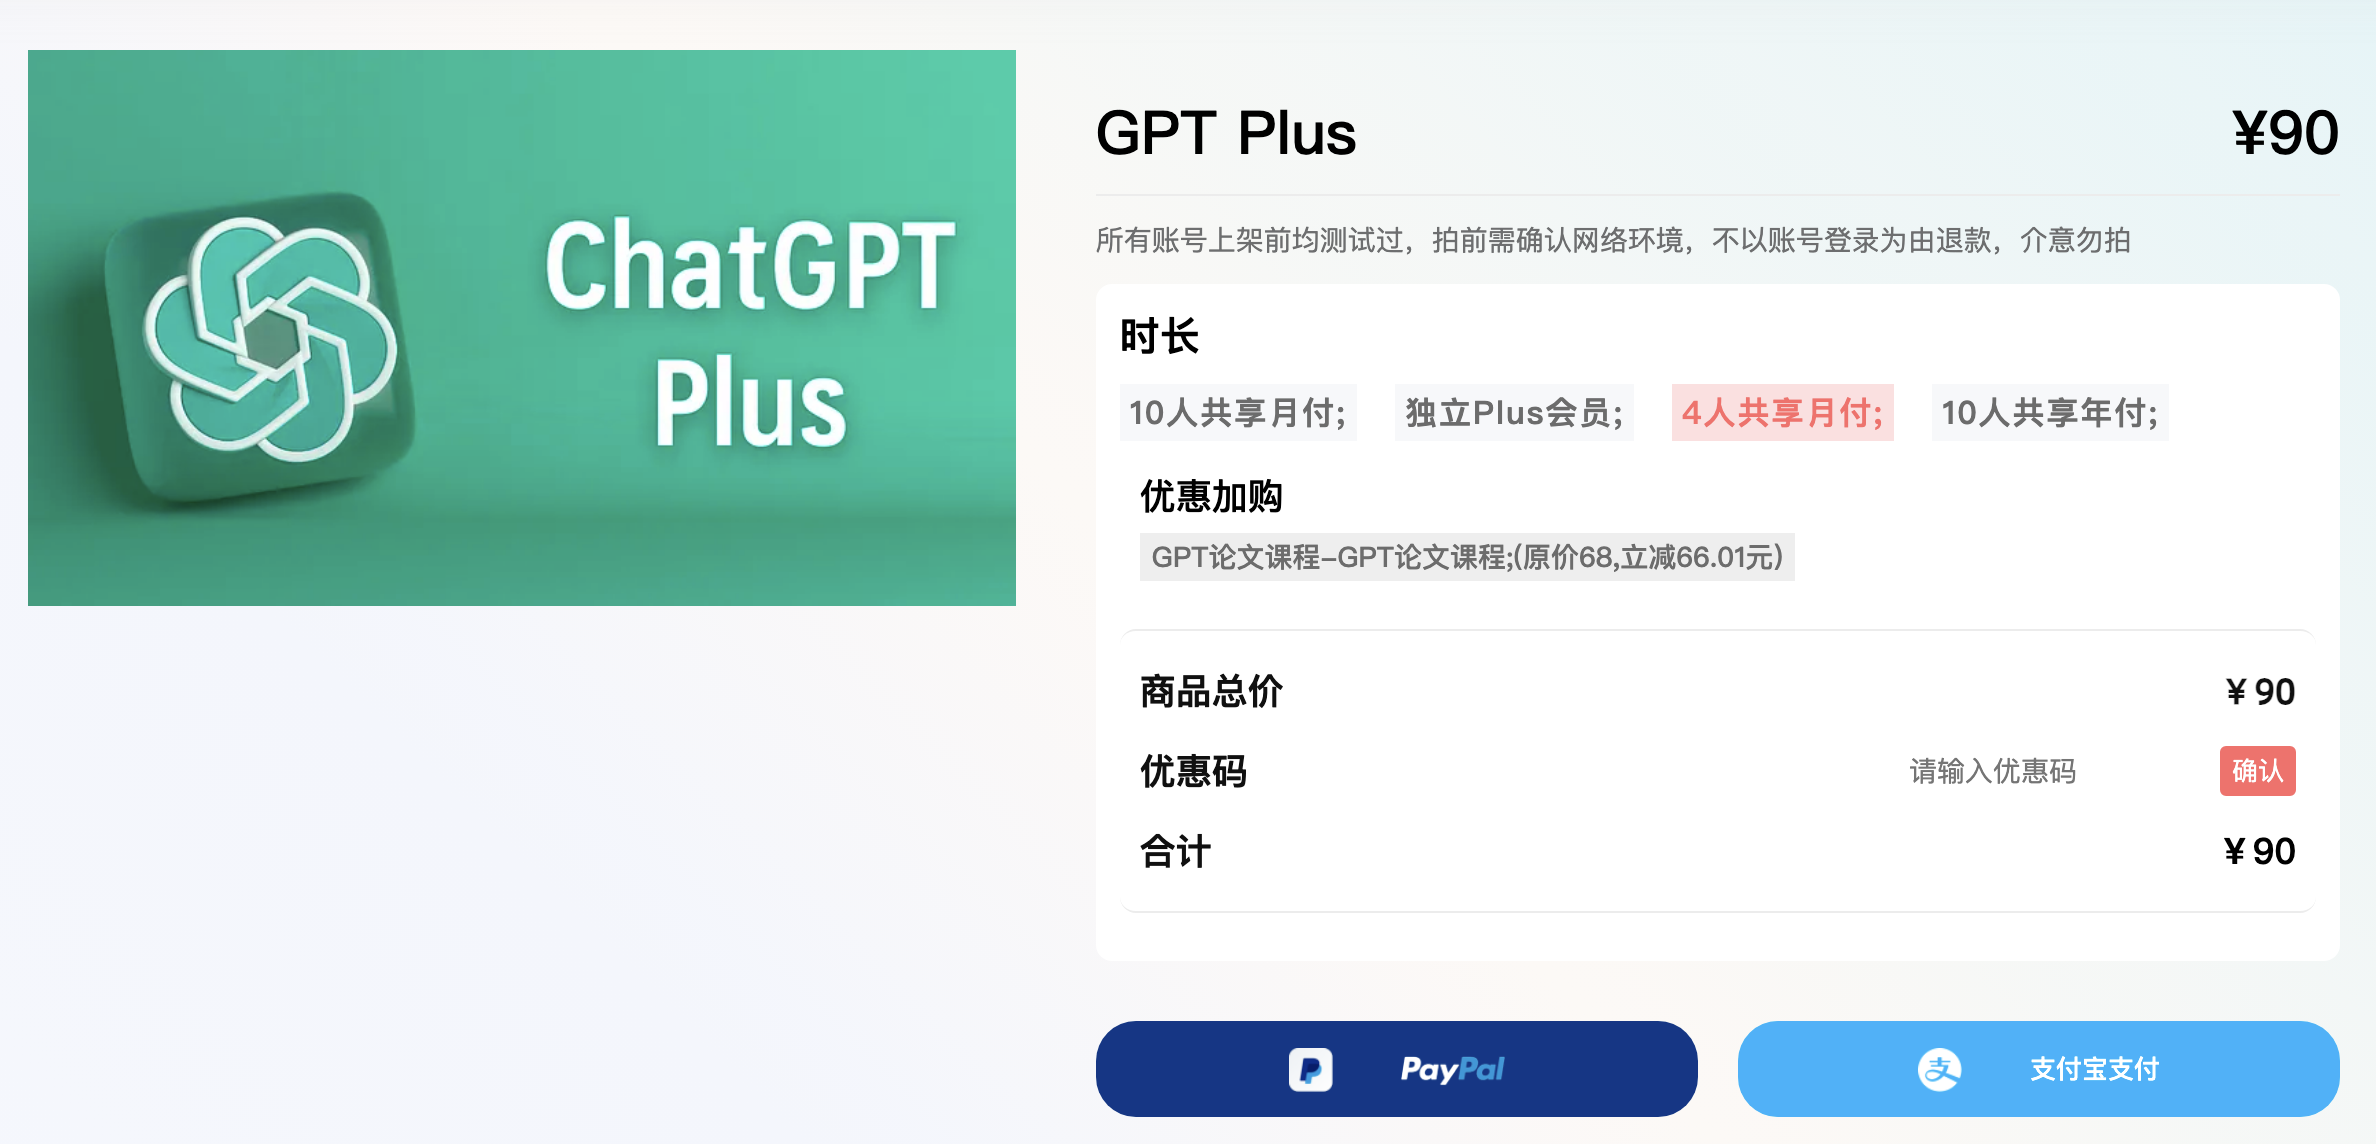 ChatGPT
Plus
GPT Plus
¥90
所有账号上架前均测试过，拍前需确认网络环境，不以账号登录为由退款，介意勿拍
时长
10人共享月付;
独立Plus会员;
4人共享月付;
10人共享年付;
优惠加购
GPT论文课程-GPT论文课程;(原价68,立减66.01元)
商品总价
¥ 90
优惠码
请输入优惠码
确认
合计
¥ 90
PayPal
支付宝支付